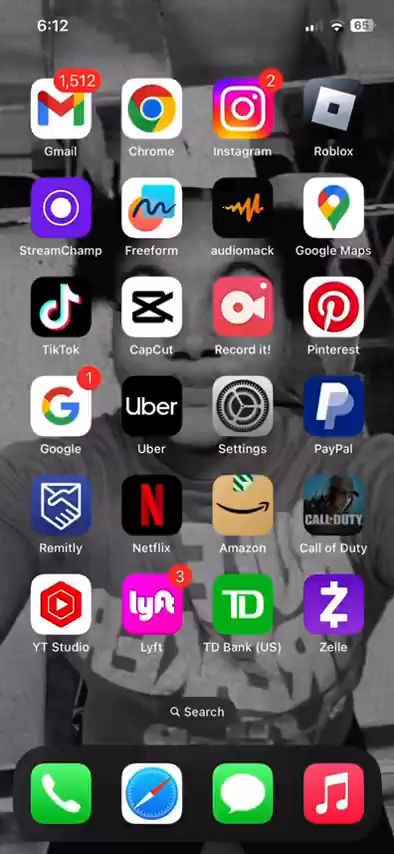 6:12
65
1,512
2
Gmail
Chrome
Instagram
Roblox
StreamChamp
Freeform
audiomack
Google Maps
TikTok
CapCut
Record it!
Pinterest
1
Uber
Google
Uber
Settings
PayPal
CALL·DUTY
Remitly
Netflix
Amazon
Call of Duty
3
lyft
TD
YT Studio
Lyft
TD Bank (US)
Zelle
Search